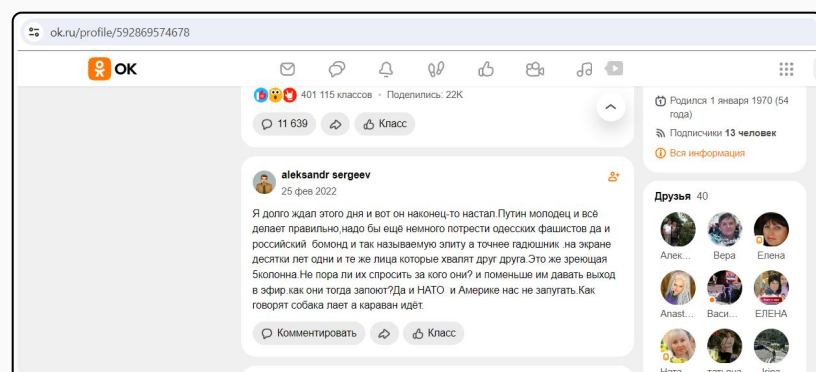 ok.ru/profile/592869574678
ОК
401 115 классов · Поделились: 22K
11 639
Класс
aleksandr sergeev
25 фев 2022
Я долго ждал этого дня и вот он наконец-то настал.Путин молодец и всё
делает правильно,надо бы ещё немного потрести одесских фашистов да и
российский бомонд и так называемую элиту а точнее гадюшник .на экране
десятки лет одни и те же лица которые хвалят друг друга.Это же зреющая
5колонна.Не пора ли их спросить за кого они? и поменьше им давать выход
в эфир.как они тогда запоют?Да и НАТО и Америке нас не запугать.Как
говорят собака лает а караван идёт.
Комментировать
Класс
Родился 1 января 1970 (54
года)
Подписчики 13 человек
Вся информация
Друзья 40
Алек... Вера Елена
Anast... Васи... ЕЛЕНА
Ната... татьяна Irina